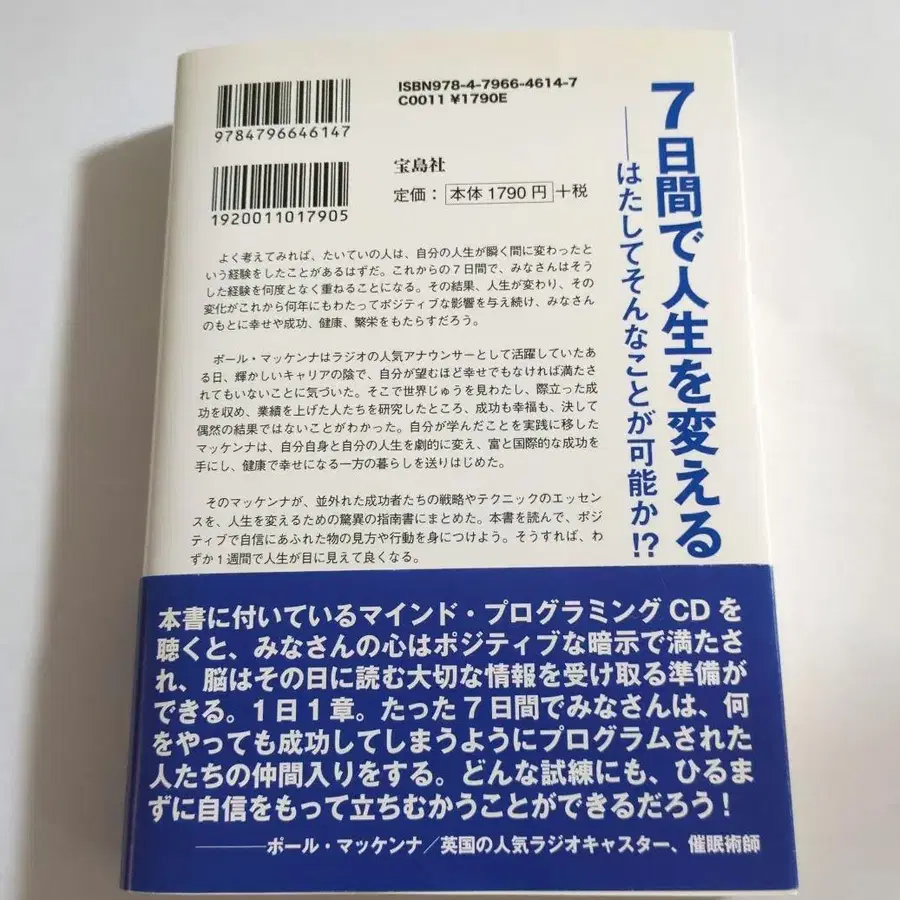 ISBN978-4-7966-4614-7
C0011 ¥1790E
9784796646147
1920011017905
宝島社
定価：本体1790円+税
7日間で人生を変える
――はたしてそんなことが可能か!?
よく考えてみれば、たいていの人は、自分の人生が瞬く間に変わったと
いう経験をしたことがあるはずだ。これからの7日間で、みなさんはそう
した経験を何度となく重ねることになる。その結果、人生が変わり、その
変化がこれから何年にもわたってポジティブな影響を与え続け、みなさん
のもとに幸せや成功、健康、繁栄をもたらすだろう。
ポール・マッケンナはラジオの人気アナウンサーとして活躍していたあ
る日、輝かしいキャリアの陰で、自分が望むほど幸せでもなければ満たさ
れてもいないことに気づいた。そこで世界じゅうを見わたし、際立った成
功を収め、業績を上げた人たちを研究したところ、成功も幸福も、決して
偶然の結果ではないことがわかった。自分が学んだことを実践に移した
マッケンナは、自分自身と自分の人生を劇的に変え、富と国際的な成功を
手にし、健康で幸せになる一方の暮らしを送りはじめた。
そのマッケンナが、並外れた成功者たちの戦略やテクニックのエッセン
スを、人生を変えるための驚異の指南書にまとめた。本書を読んで、ポジ
ティブで自信にあふれた物の見方や行動を身につけよう。そうすれば、わ
ずか1週間で人生が目に見えて良くなる。
本書に付いているマインド・プログラミングCDを
聴くと、みなさんの心はポジティブな暗示で満たさ
れ、脳はその日に読む大切な情報を受け取る準備が
できる。1日1章。たった7日間でみなさんは、何
をやっても成功してしまうようにプログラムされた
人たちの仲間入りをする。どんな試練にも、ひるま
ずに自信をもって立ちむかうことができるだろう!
――ポール・マッケンナ／英国の人気ラジオキャスター、催眠術師